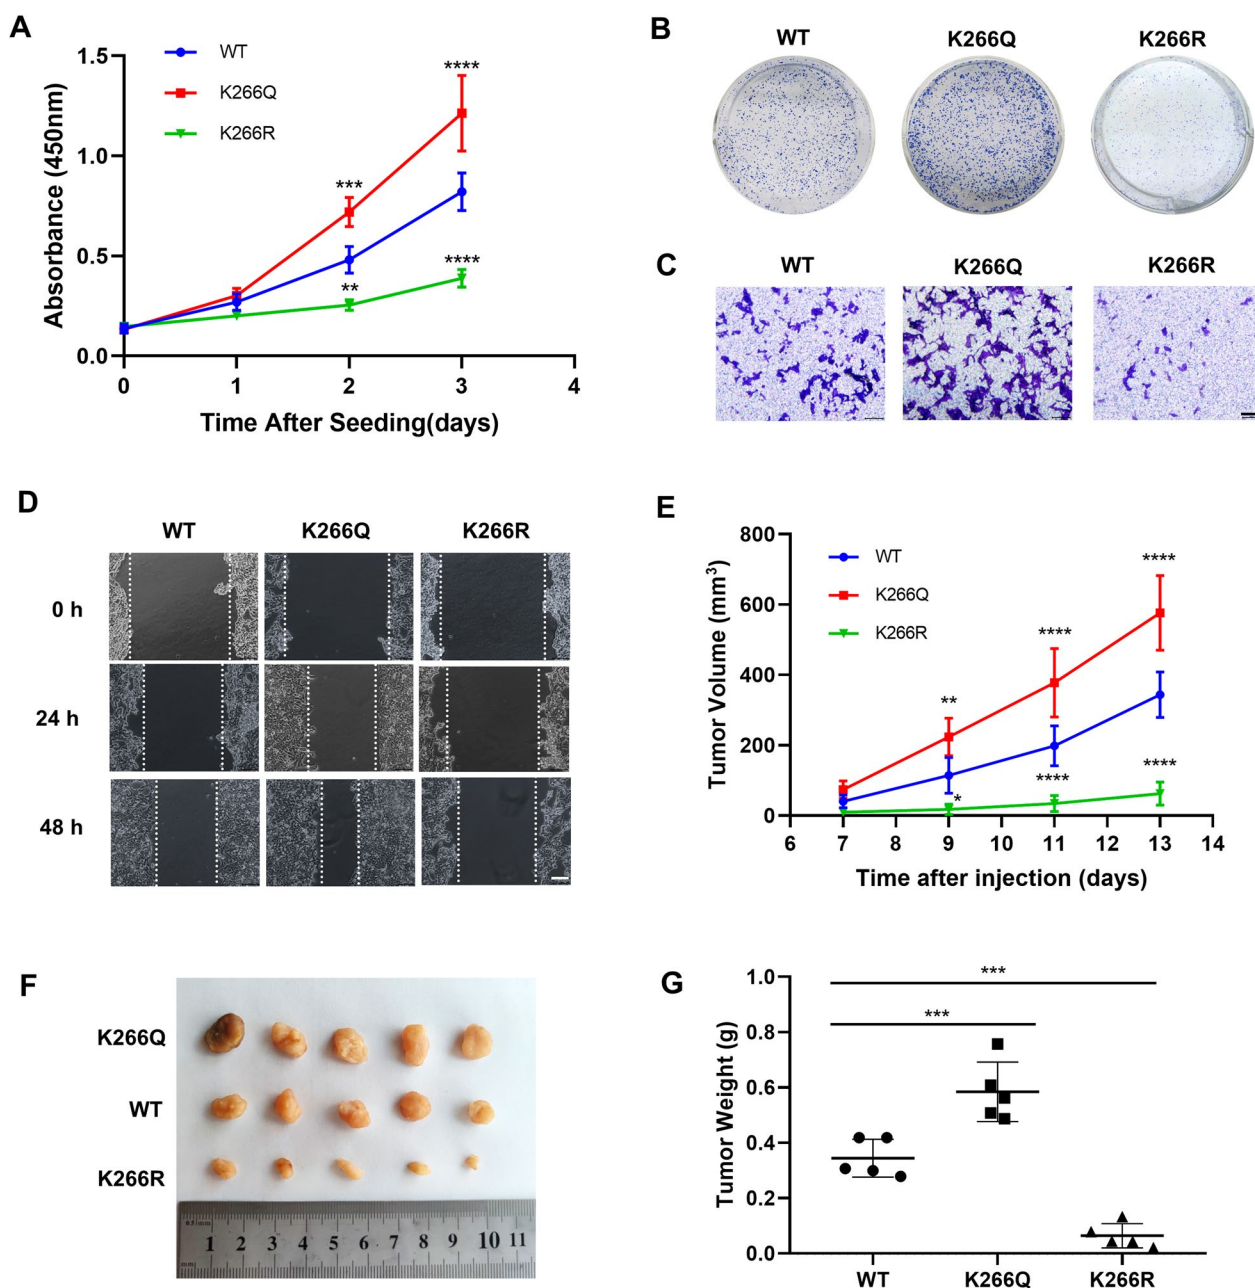 A
1.5
1.0
0.5
0.0
Absorbance (450nm)
WT
K266Q
K266R
****
***
**
****
0 1 2 3 4
Time After Seeding(days)
B
WT K266Q K266R
C
WT K266Q K266R
D
WT K266Q K266R
0 h
24 h
48 h
E
800
600
400
200
0
Tumor Volume (mm³)
WT
K266Q
K266R
****
****
**
****
****
*
6 7 8 9 10 11 12 13 14
Time after injection (days)
F
K266Q
WT
K266R
0.5/mm
1 2 3 4 5 6 7 8 9 10 11
mm
G
1.0
0.8
0.6
0.4
0.2
0.0
Tumor Weight (g)
***
***
WT K266Q K266R